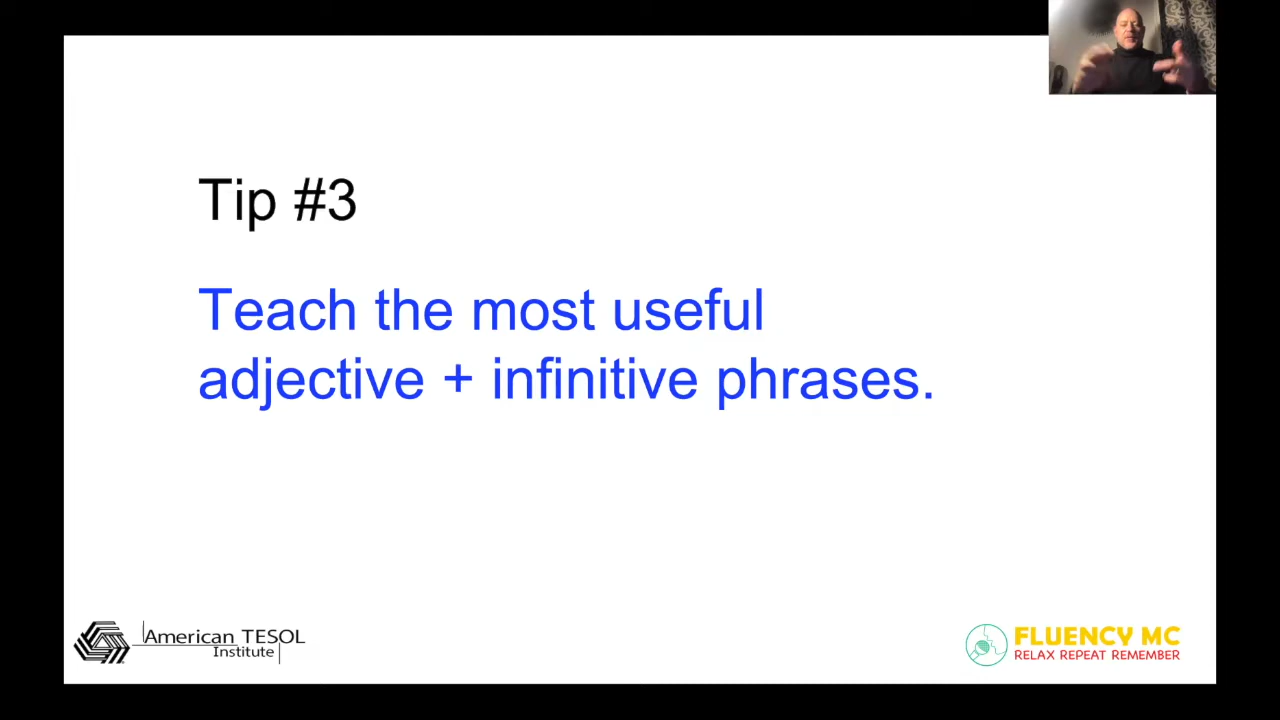 Tip #3
Teach the most useful
adjective + infinitive phrases.
American TESOL
Institute
FLUENCY MC
RELAX REPEAT REMEMBER